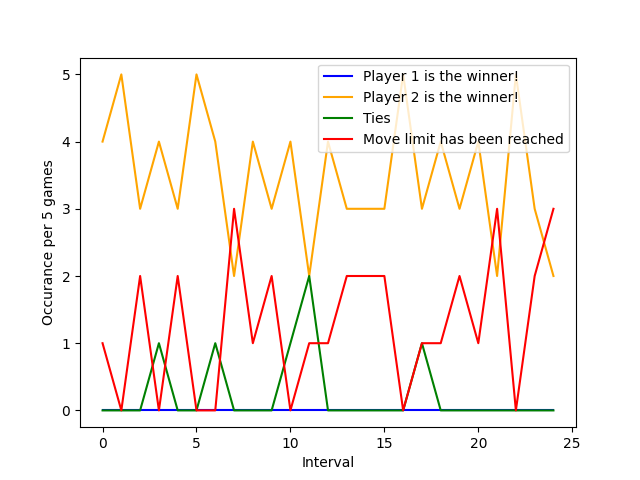 Player 1 is the winner!
Player 2 is the winner!
Ties
Move limit has been reached
5
4
3
2
1
0
Occurance per 5 games
0 5 10 15 20 25
Interval